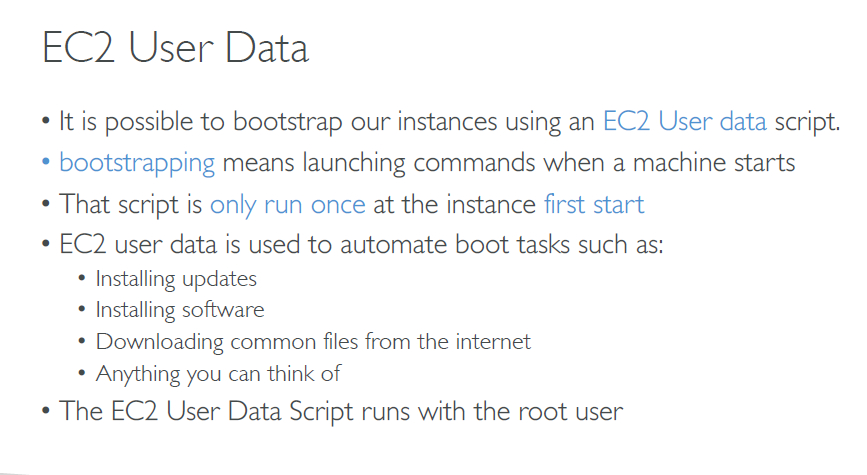 EC2 User Data
• It is possible to bootstrap our instances using an EC2 User data script.
• bootstrapping means launching commands when a machine starts
• That script is only run once at the instance first start
• EC2 user data is used to automate boot tasks such as:
• Installing updates
• Installing software
• Downloading common files from the internet
• Anything you can think of
• The EC2 User Data Script runs with the root user